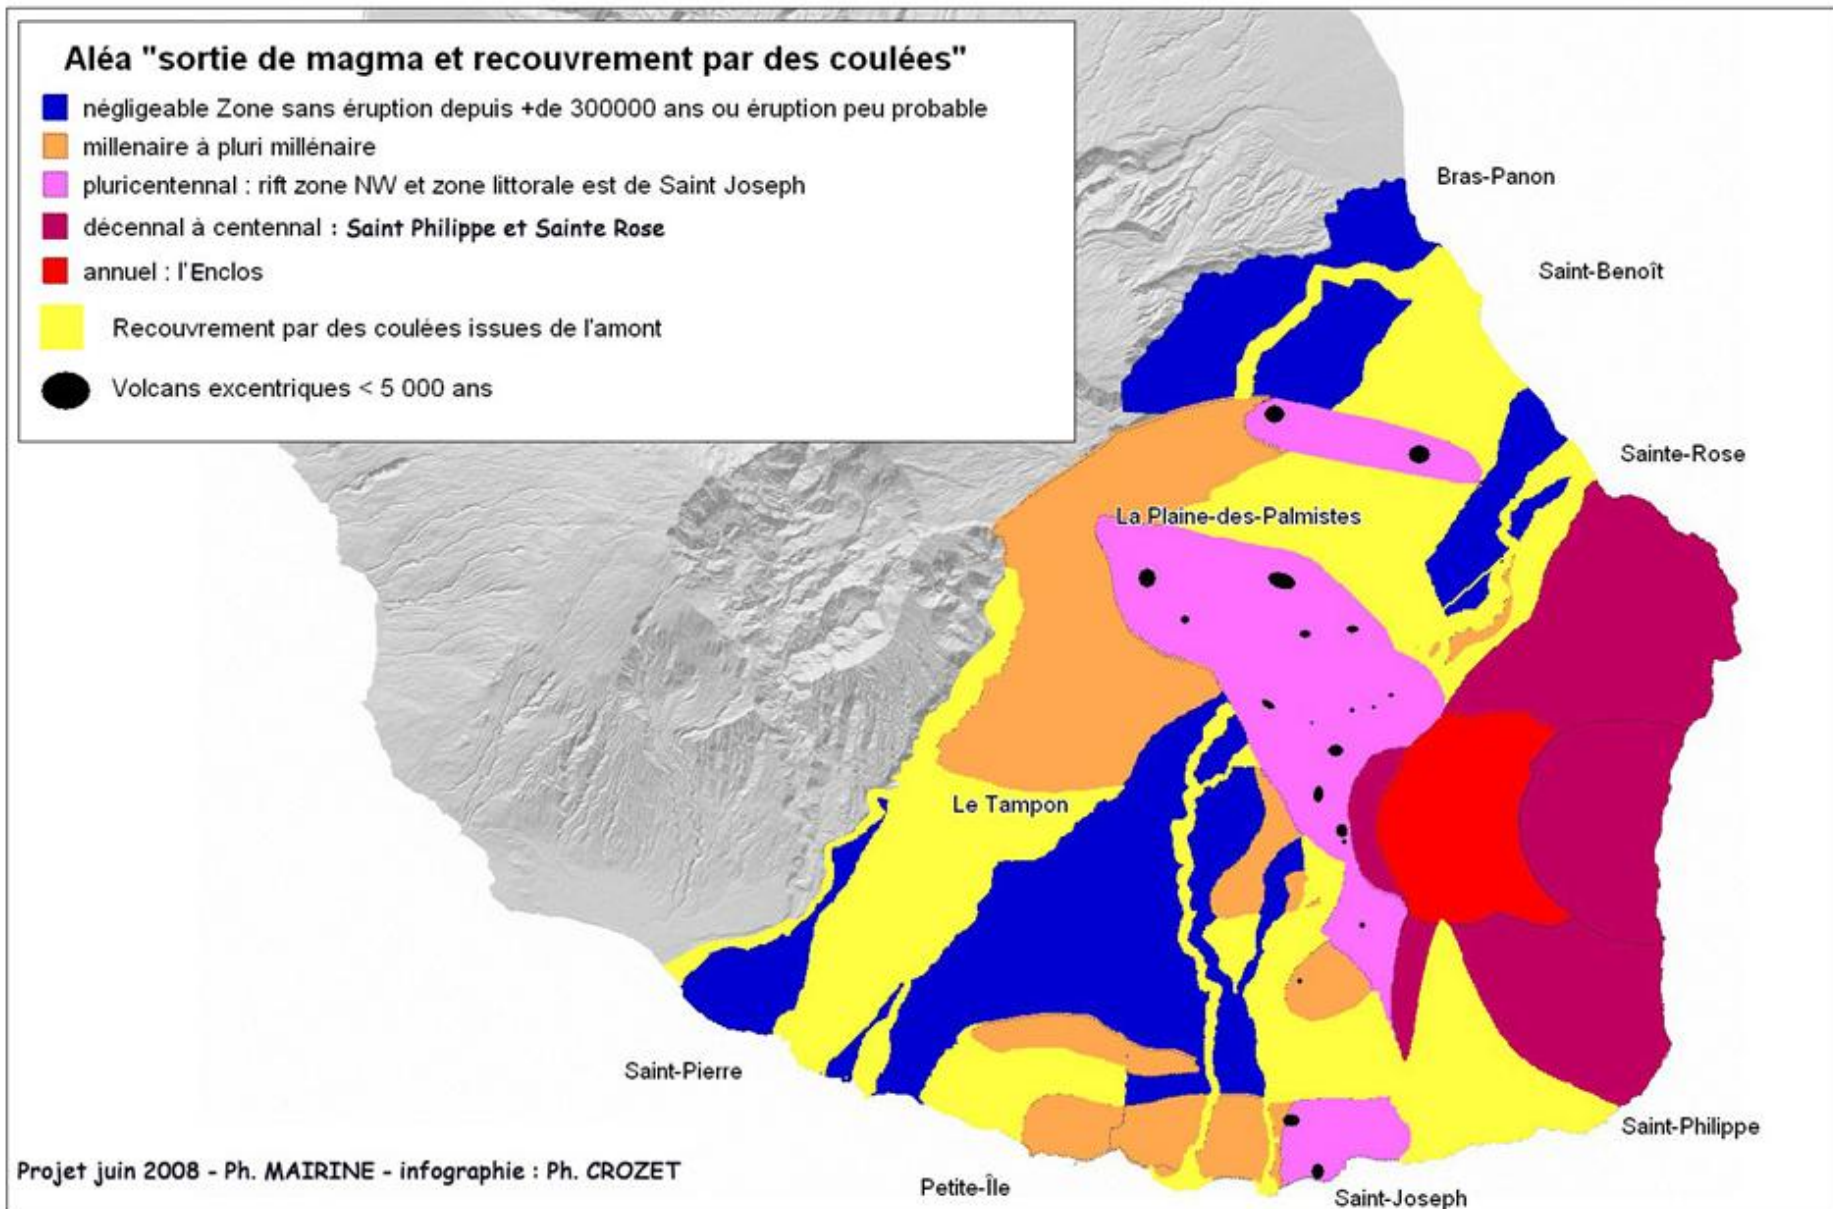 Aléa "sortie de magma et recouvrement par des coulées"
négligeable Zone sans éruption depuis +de 300000 ans ou éruption peu probable
millenaire à pluri millénaire
pluricentennal : rift zone NW et zone littorale est de Saint Joseph
décennal à centennal : Saint Philippe et Sainte Rose
annuel : l'Enclos
Recouvrement par des coulées issues de l'amont
Volcans excentriques < 5 000 ans
Bras-Panon
Saint-Benoît
Sainte-Rose
La Plaine-des-Palmistes
Le Tampon
Saint-Pierre
Saint-Philippe
Petite-Île
Saint-Joseph
Projet juin 2008 - Ph. MAIRINE - infographie : Ph. CROZET